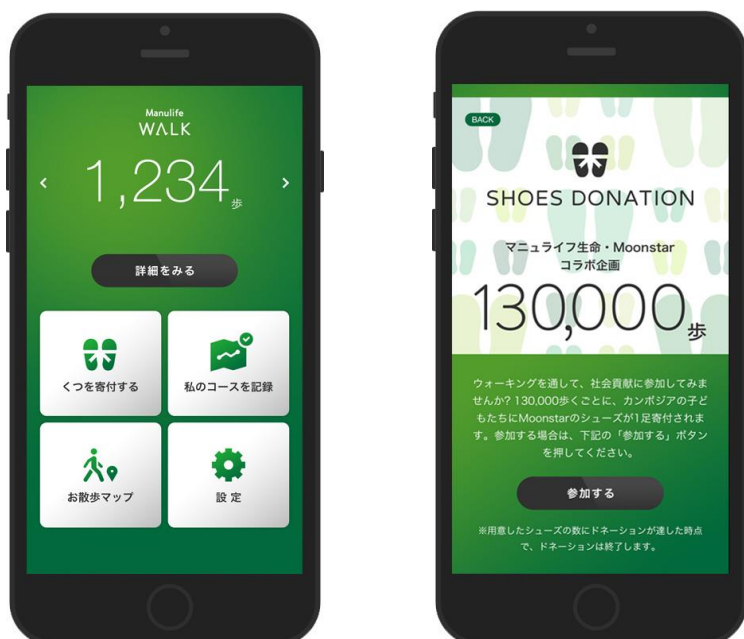 Manulife
WALK
1,234歩
詳細をみる
くつを寄付する
私のコースを記録
お散歩マップ
設定
BACK
SHOES DONATION
マニュライフ生命・Moonstar
コラボ企画
130,000歩
ウォーキングを通して、社会貢献に参加してみま
せんか? 130,000歩くごとに、カンボジアの子ど
もたちにMoonstarのシューズが1足寄付されま
す。参加する場合は、下記の「参加する」ボタン
を押してください。
参加する
※用意したシューズの数にドネーションが達した時点
で、ドネーションは終了します。